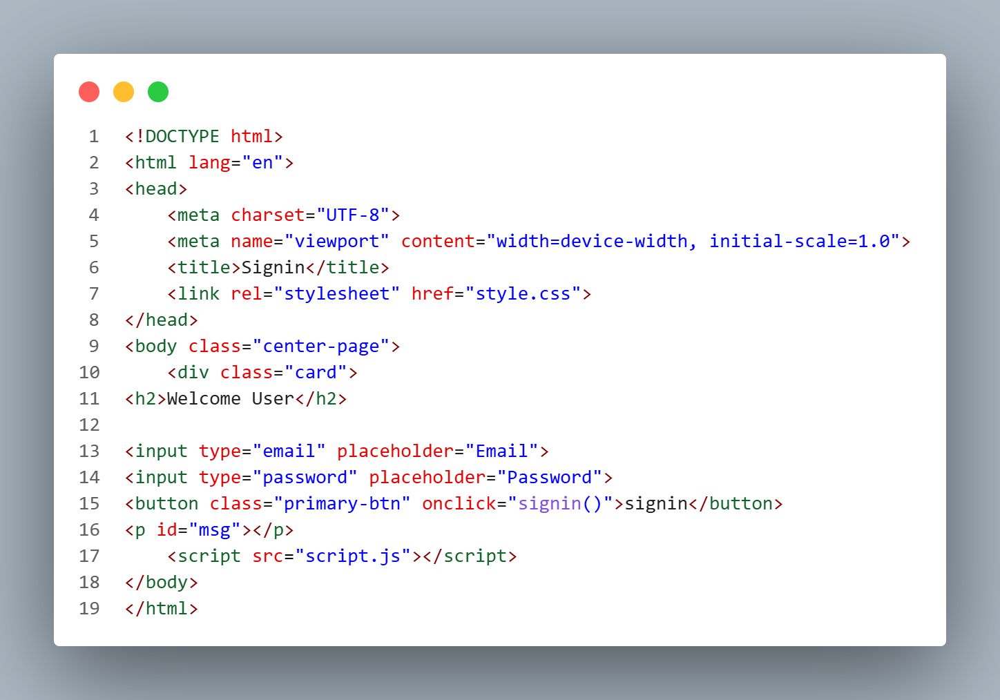 1 <!DOCTYPE html>
2 <html lang="en">
3 <head>
4     <meta charset="UTF-8">
5     <meta name="viewport" content="width=device-width, initial-scale=1.0">
6     <title>Signin</title>
7     <link rel="stylesheet" href="style.css">
8 </head>
9 <body class="center-page">
10     <div class="card">
11 <h2>Welcome User</h2>
12
13 <input type="email" placeholder="Email">
14 <input type="password" placeholder="Password">
15 <button class="primary-btn" onclick="signin()">signin</button>
16 <p id="msg"></p>
17     <script src="script.js"></script>
18 </body>
19 </html>